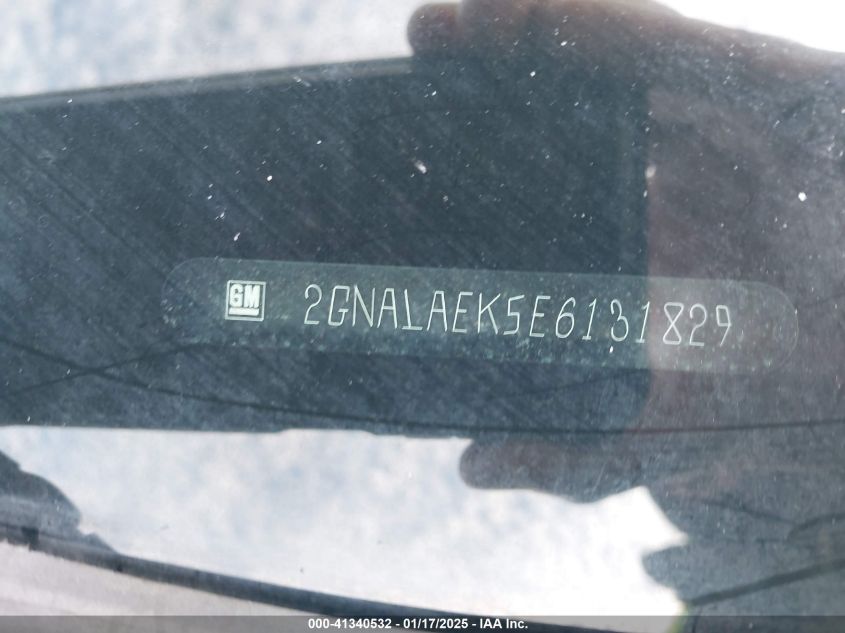 GM 2GNALAEK5E6131829
000-41340532 - 01/17/2025 - IAA Inc.